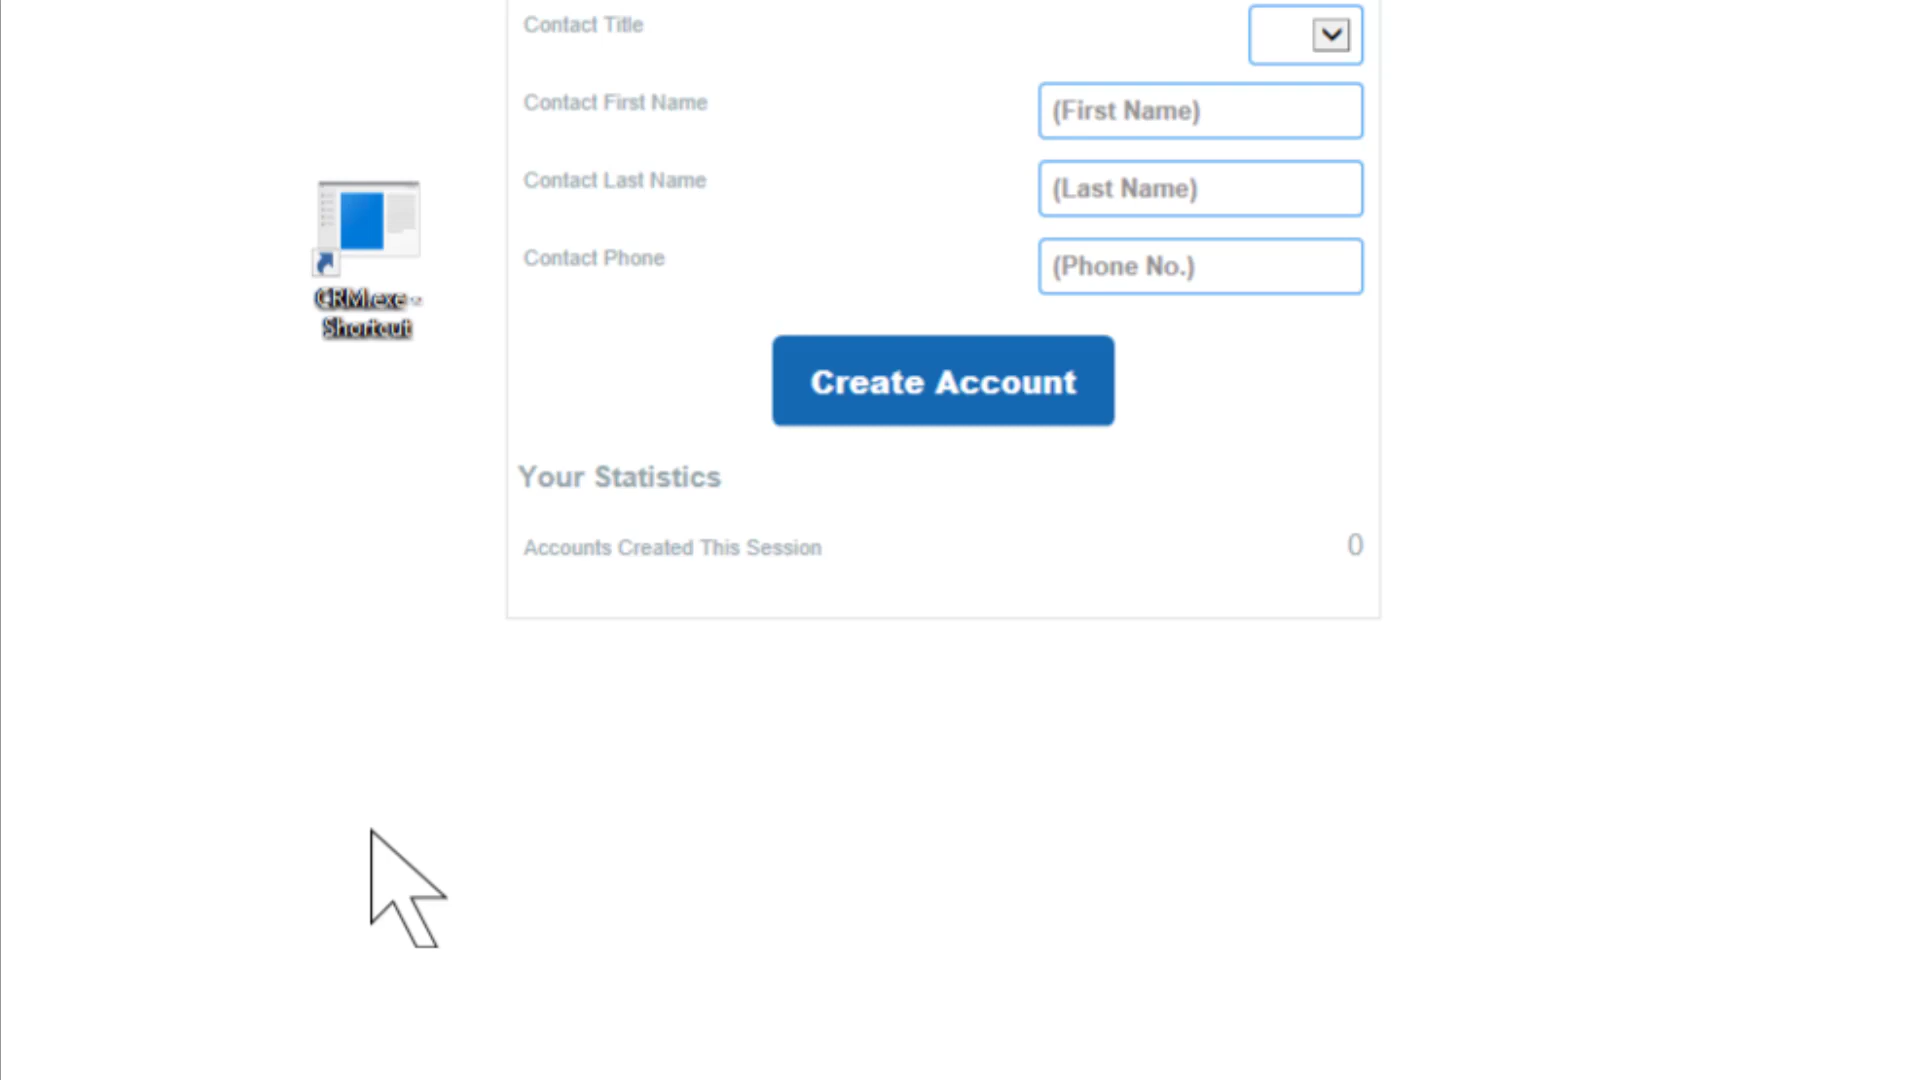 Contact Title
Contact First Name
(First Name)
Contact Last Name
(Last Name)
Contact Phone
(Phone No.)
CRM.exe -
Shortcut
Create Account
Your Statistics
Accounts Created This Session
0